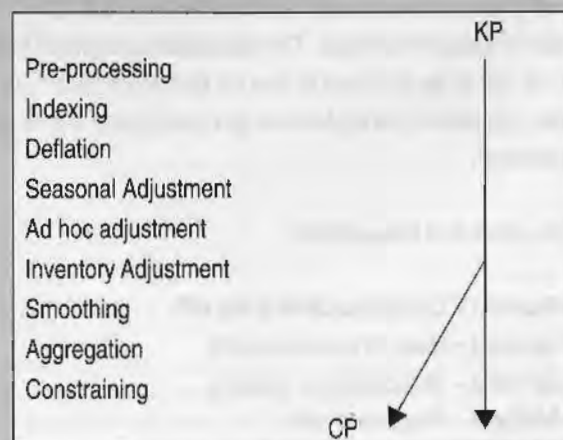 KP
Pre-processing
Indexing
Deflation
Seasonal Adjustment
Ad hoc adjustment
Inventory Adjustment
Smoothing
Aggregation
Constraining
CP